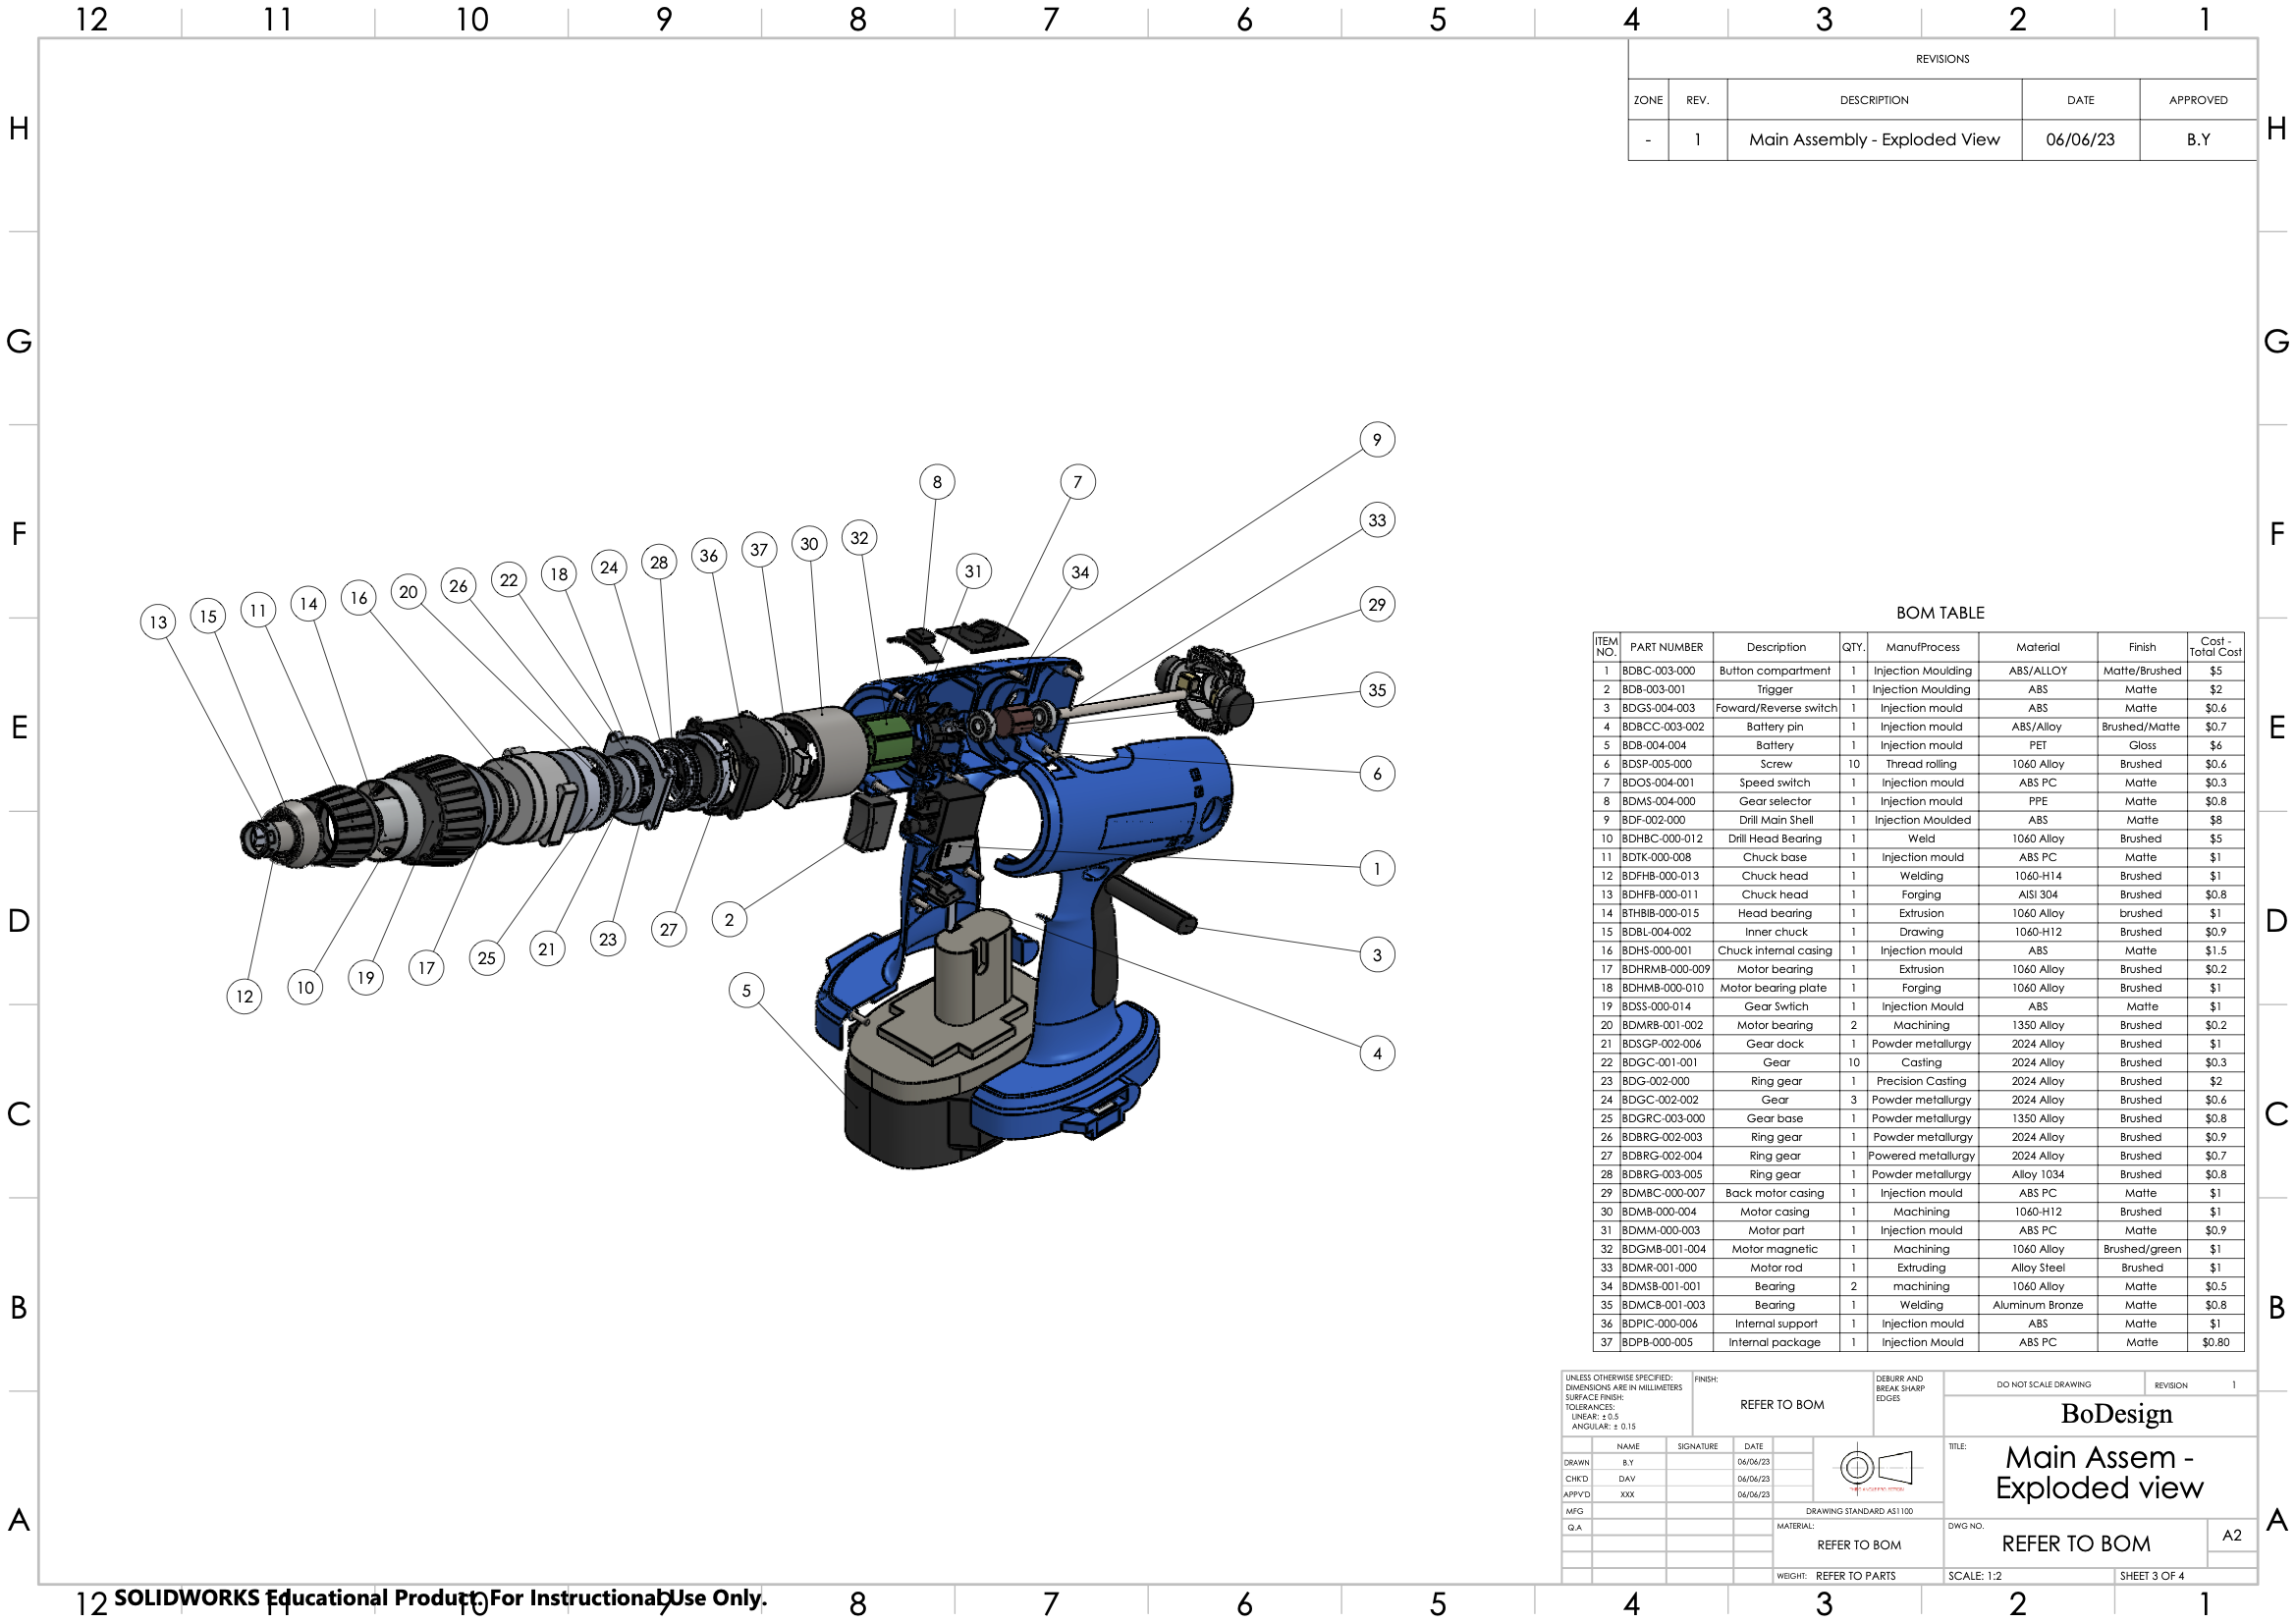 12 11 10 9 8 7 6 5 4 3 2 1
REVISIONS
ZONE REV. DESCRIPTION DATE APPROVED
- 1 Main Assembly - Exploded View 06/06/23 B.Y
H H
G G
F F
E E
D D
C C
B B
A A
9
8 7
33
32
30
37
36
31 34
28
24
18
22
26
20
16
14
11
15
13
29
35
6
1
2
3
27
23
21
25
17
19
10
12
5
4
BOM TABLE
ITEM NO. PART NUMBER Description QTY. ManufProcess Material Finish Cost - Total Cost
1 BDBC-003-000 Button compartment 1 Injection Moulding ABS/ALLOY Matte/Brushed $5
2 BDB-003-001 Trigger 1 Injection Moulding ABS Matte $2
3 BDGS-004-003 Foward/Reverse switch 1 Injection mould ABS Matte $0.6
4 BDBCC-003-002 Battery pin 1 Injection mould ABS/Alloy Brushed/Matte $0.7
5 BDB-004-004 Battery 1 Injection mould PET Gloss $6
6 BDSP-005-000 Screw 10 Thread rolling 1060 Alloy Brushed $0.6
7 BDOS-004-001 Speed switch 1 Injection mould ABS PC Matte $0.3
8 BDMS-004-000 Gear selector 1 Injection mould PPE Matte $0.8
9 BDF-002-000 Drill Main Shell 1 Injection Moulded ABS Matte $8
10 BDHBC-000-012 Drill Head Bearing 1 Weld 1060 Alloy Brushed $5
11 BDTK-000-008 Chuck base 1 Injection mould ABS PC Matte $1
12 BDFHB-000-013 Chuck head 1 Welding 1060-H14 Brushed $1
13 BDHFB-000-011 Chuck head 1 Forging AISI 304 Brushed $0.8
14 BTHBIB-000-015 Head bearing 1 Extrusion 1060 Alloy brushed $1
15 BDBL-004-002 Inner chuck 1 Drawing 1060-H12 Brushed $0.9
16 BDHS-000-001 Chuck internal casing 1 Injection mould ABS Matte $1.5
17 BDHRMB-000-009 Motor bearing 1 Extrusion 1060 Alloy Brushed $0.2
18 BDHMB-000-010 Motor bearing plate 1 Forging 1060 Alloy Brushed $1
19 BDSS-000-014 Gear Swtich 1 Injection Mould ABS Matte $1
20 BDMRB-001-002 Motor bearing 2 Machining 1350 Alloy Brushed $0.2
21 BDSGP-002-006 Gear dock 1 Powder metallurgy 2024 Alloy Brushed $1
22 BDGC-001-001 Gear 10 Casting 2024 Alloy Brushed $0.3
23 BDG-002-000 Ring gear 1 Precision Casting 2024 Alloy Brushed $2
24 BDGC-002-002 Gear 3 Powder metallurgy 2024 Alloy Brushed $0.6
25 BDGRC-003-000 Gear base 1 Powder metallurgy 1350 Alloy Brushed $0.8
26 BDBRG-002-003 Ring gear 1 Powder metallurgy 2024 Alloy Brushed $0.9
27 BDBRG-002-004 Ring gear 1 Powered metallurgy 2024 Alloy Brushed $0.7
28 BDBRG-003-005 Ring gear 1 Powder metallurgy Alloy 1034 Brushed $0.8
29 BDMBC-000-007 Back motor casing 1 Injection mould ABS PC Matte $1
30 BDMB-000-004 Motor casing 1 Machining 1060-H12 Brushed $1
31 BDMM-000-003 Motor part 1 Injection mould ABS PC Matte $0.9
32 BDGMB-001-004 Motor magnetic 1 Machining 1060 Alloy Brushed/green $1
33 BDMR-001-000 Motor rod 1 Extruding Alloy Steel Brushed $1
34 BDMSB-001-001 Bearing 2 machining 1060 Alloy Matte $0.5
35 BDMCB-001-003 Bearing 1 Welding Aluminum Bronze Matte $0.8
36 BDPIC-000-006 Internal support 1 Injection mould ABS Matte $1
37 BDPB-000-005 Internal package 1 Injection Mould ABS PC Matte $0.80
UNLESS OTHERWISE SPECIFIED:
DIMENSIONS ARE IN MILLIMETERS
SURFACE FINISH:
TOLERANCES:
LINEAR: ± 0.5
ANGULAR: ± 0.15
FINISH:
REFER TO BOM
DEBURR AND
BREAK SHARP
EDGES
DO NOT SCALE DRAWING REVISION 1
BoDesign
NAME SIGNATURE DATE
DRAWN B.Y 06/06/23
CHK'D DAV 06/06/23
APPV'D XXX 06/06/23
MFG
Q.A
DRAWING STANDARD AS1100
TITLE:
Main Assem -
Exploded view
MATERIAL:
REFER TO BOM
DWG NO.
REFER TO BOM
A2
WEIGHT: REFER TO PARTS
SCALE: 1:2
SHEET 3 OF 4
12 11 10 9 8 7 6 5 4 3 2 1
SOLIDWORKS Educational Product. For Instructional Use Only.